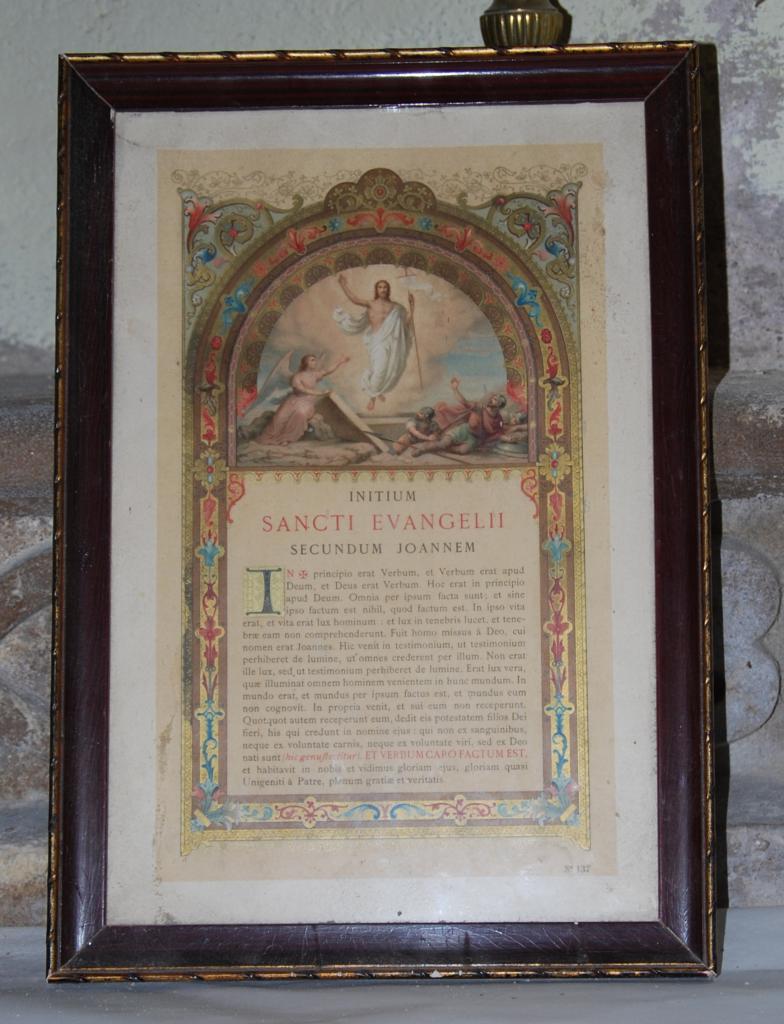 INITIUM
SANCTI EVANGELII
SECUNDUM JOANNEM
IN ✠ principio erat Verbum, et Verbum erat apud
Deum, et Deus erat Verbum. Hoc erat in principio
apud Deum. Omnia per ipsum facta sunt; et sine
ipso factum est nihil, quod factum est. In ipso vita
erat, et vita erat lux hominum : et lux in tenebris lucet, et tene-
bræ eam non comprehenderunt. Fuit homo missus à Deo, cui
nomen erat Joannes. Hic venit in testimonium, ut testimonium
perhiberet de lumine, ut omnes crederent per illum. Non erat
ille lux, sed ut testimonium perhiberet de lumine. Erat lux vera,
quæ illuminat omnem hominem venientem in hunc mundum. In
mundo erat, et mundus per ipsum factus est, et mundus eum
non cognovit. In propria venit, et sui eum non receperunt.
Quotquot autem receperunt eum, dedit eis potestatem filios Dei
fieri, his qui credunt in nomine ejus : qui non ex sanguinibus,
neque ex voluntate carnis, neque ex voluntate viri, sed ex Deo
nati sunt (hic genuflectitur). ET VERBUM CARO FACTUM EST,
et habitavit in nobis et vidimus gloriam ejus, gloriam quasi
Unigeniti à Patre, plenum gratiæ et veritatis.
Nº 137